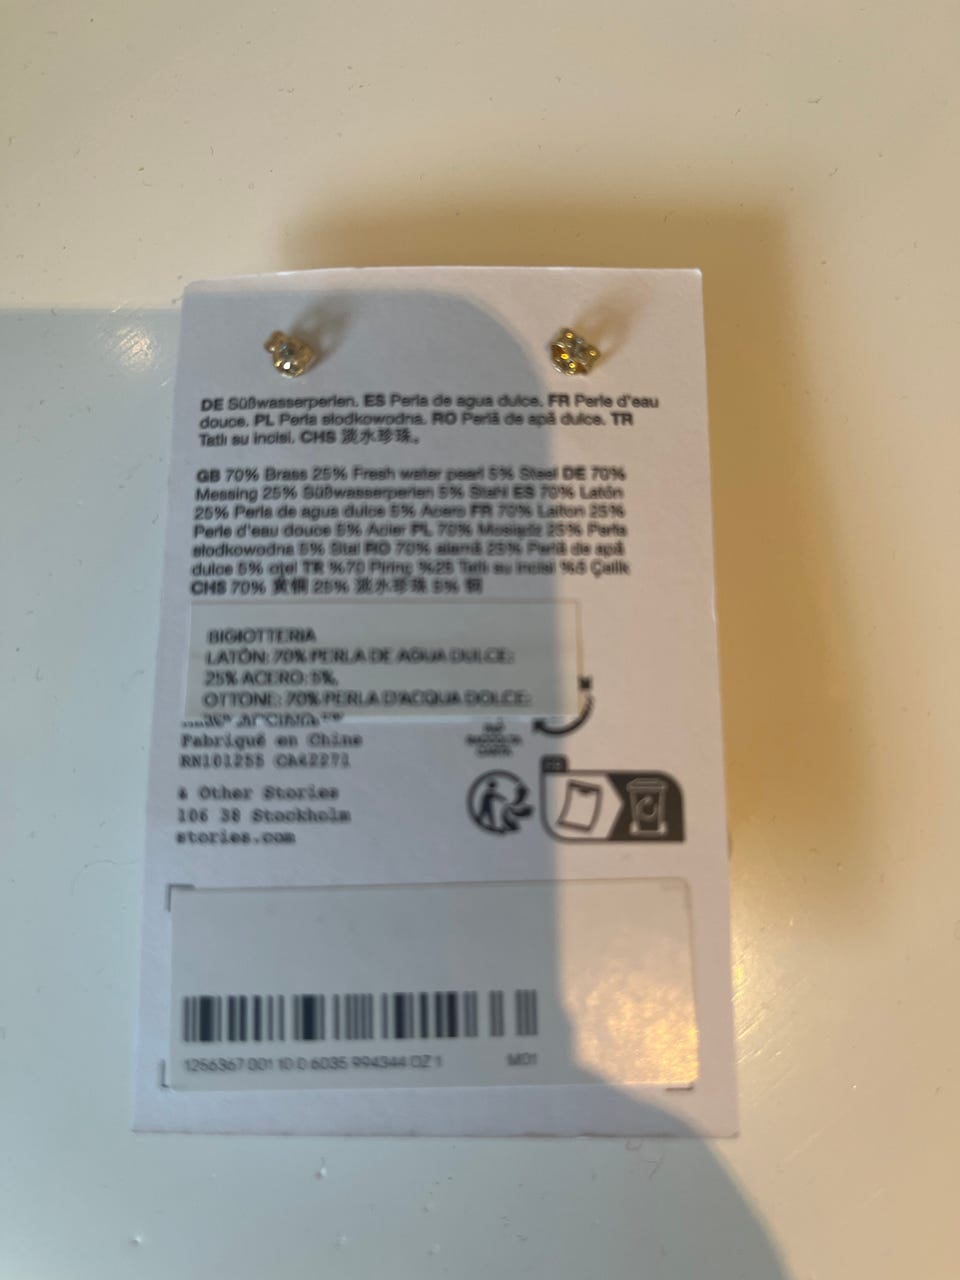 DE Süßwasserperlen. ES Perla de agua dulce. FR Perle d'eau
douce. PL Perła słodkowodna. RO Perlă de apă dulce. TR
Tatlı su incisi. CHS 淡水珍珠。
GB 70% Brass 25% Fresh water pearl 5% Steel DE 70%
Messing 25% Süßwasserperlen 5% Stahl ES 70% Latón
25% Perla de agua dulce 5% Acero FR 70% Laiton 25%
Perle d'eau douce 5% Acier PL 70% Mosiądz 25% Perła
słodkowodna 5% Stal RO 70% alamă 25% Perlă de apă
dulce 5% oțel TR %70 Pirinç %25 Tatlı su incisi %5 Çelik
CHS 70% 黄铜 25% 淡水珍珠 5% 钢
BIGIOTTERIA
LATÓN: 70% PERLA DE AGUA DULCE:
25% ACERO: 5%,
OTTONE: 70% PERLA D'ACQUA DOLCE:
Fabriqué en Chine
RN101255 CA42271
& Other Stories
106 38 Stockholm
stories.com
RACCOLTA
CARTA
FR
1256367 001 10 0 6035 994344 OZ 1 M01